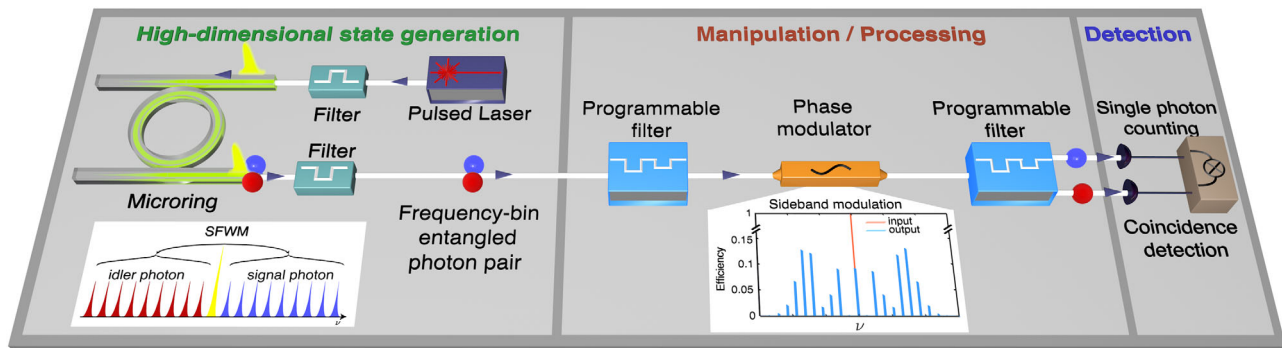 High-dimensional state generation
Manipulation / Processing
Detection
Filter
Pulsed Laser
Filter
Microring
Frequency-bin
entangled
photon pair
SFWM
idler photon
signal photon
ν
Programmable
filter
Phase
modulator
Programmable
filter
Sideband modulation
input
output
Efficiency
1
0.15
0.1
0.05
0
ν
Single photon
counting
Coincidence
detection